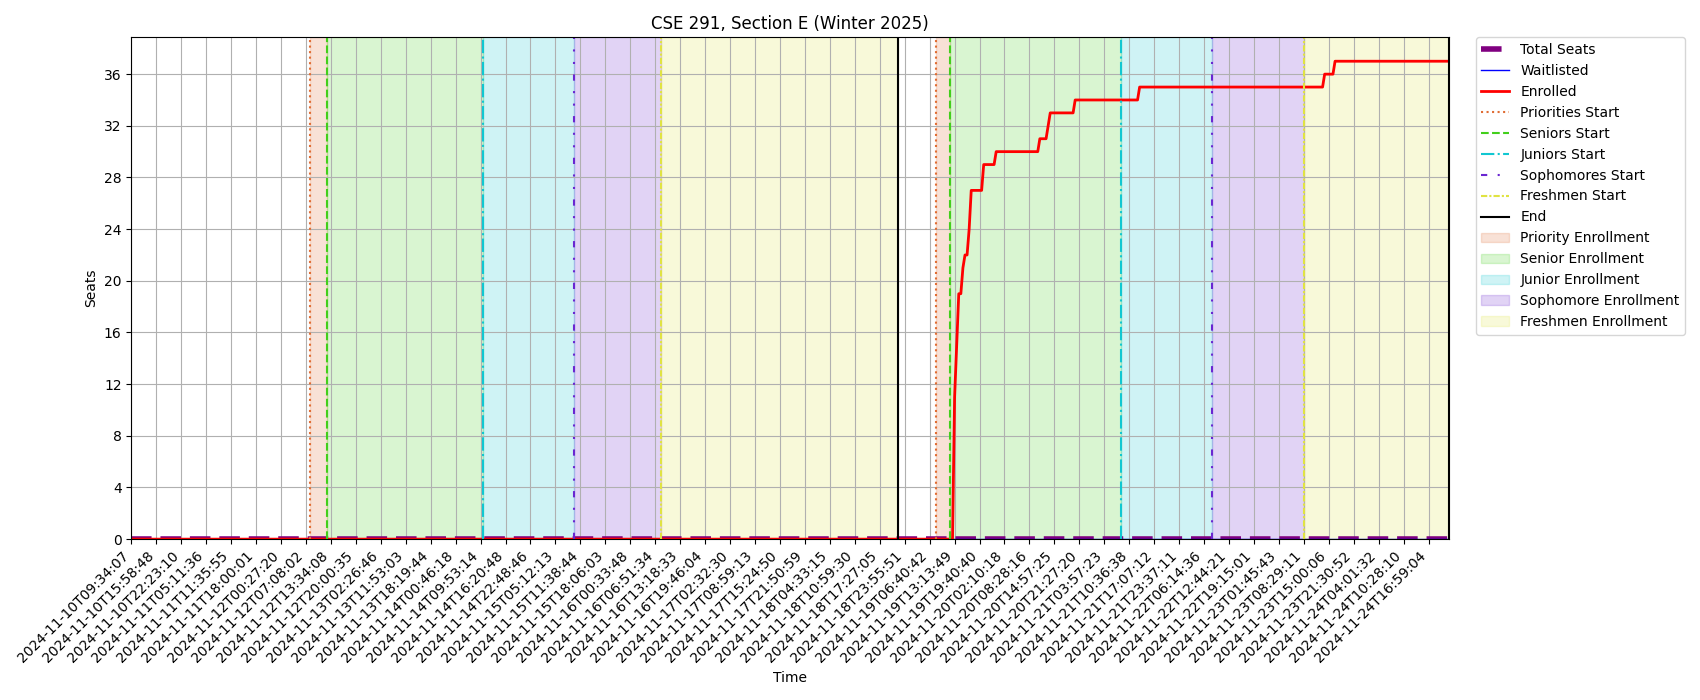 CSE 291, Section E (Winter 2025)
Seats
36
32
28
24
20
16
12
8
4
0
2024-11-10T09:34:07
2024-11-10T15:58:48
2024-11-10T22:23:10
2024-11-11T05:11:36
2024-11-11T11:35:55
2024-11-11T18:00:01
2024-11-12T00:27:20
2024-11-12T07:08:02
2024-11-12T13:34:08
2024-11-12T20:00:35
2024-11-13T02:26:46
2024-11-13T11:53:03
2024-11-13T18:19:44
2024-11-14T00:46:18
2024-11-14T09:53:14
2024-11-14T16:20:48
2024-11-14T22:48:46
2024-11-15T05:12:13
2024-11-15T11:38:44
2024-11-15T18:06:03
2024-11-16T00:33:48
2024-11-16T06:51:34
2024-11-16T13:18:33
2024-11-16T19:46:04
2024-11-17T02:32:30
2024-11-17T08:59:13
2024-11-17T15:24:50
2024-11-17T21:50:59
2024-11-18T04:33:15
2024-11-18T10:59:30
2024-11-18T17:27:05
2024-11-18T23:55:51
2024-11-19T06:40:42
2024-11-19T13:13:49
2024-11-19T19:40:40
2024-11-20T02:10:18
2024-11-20T08:28:16
2024-11-20T14:57:25
2024-11-20T21:27:20
2024-11-21T03:57:23
2024-11-21T10:36:38
2024-11-21T17:07:12
2024-11-21T23:37:11
2024-11-22T06:14:36
2024-11-22T12:44:21
2024-11-22T19:15:01
2024-11-23T01:45:43
2024-11-23T08:29:11
2024-11-23T15:00:06
2024-11-23T21:30:52
2024-11-24T04:01:32
2024-11-24T10:28:10
2024-11-24T16:59:04
Time
Total Seats
Waitlisted
Enrolled
Priorities Start
Seniors Start
Juniors Start
Sophomores Start
Freshmen Start
End
Priority Enrollment
Senior Enrollment
Junior Enrollment
Sophomore Enrollment
Freshmen Enrollment